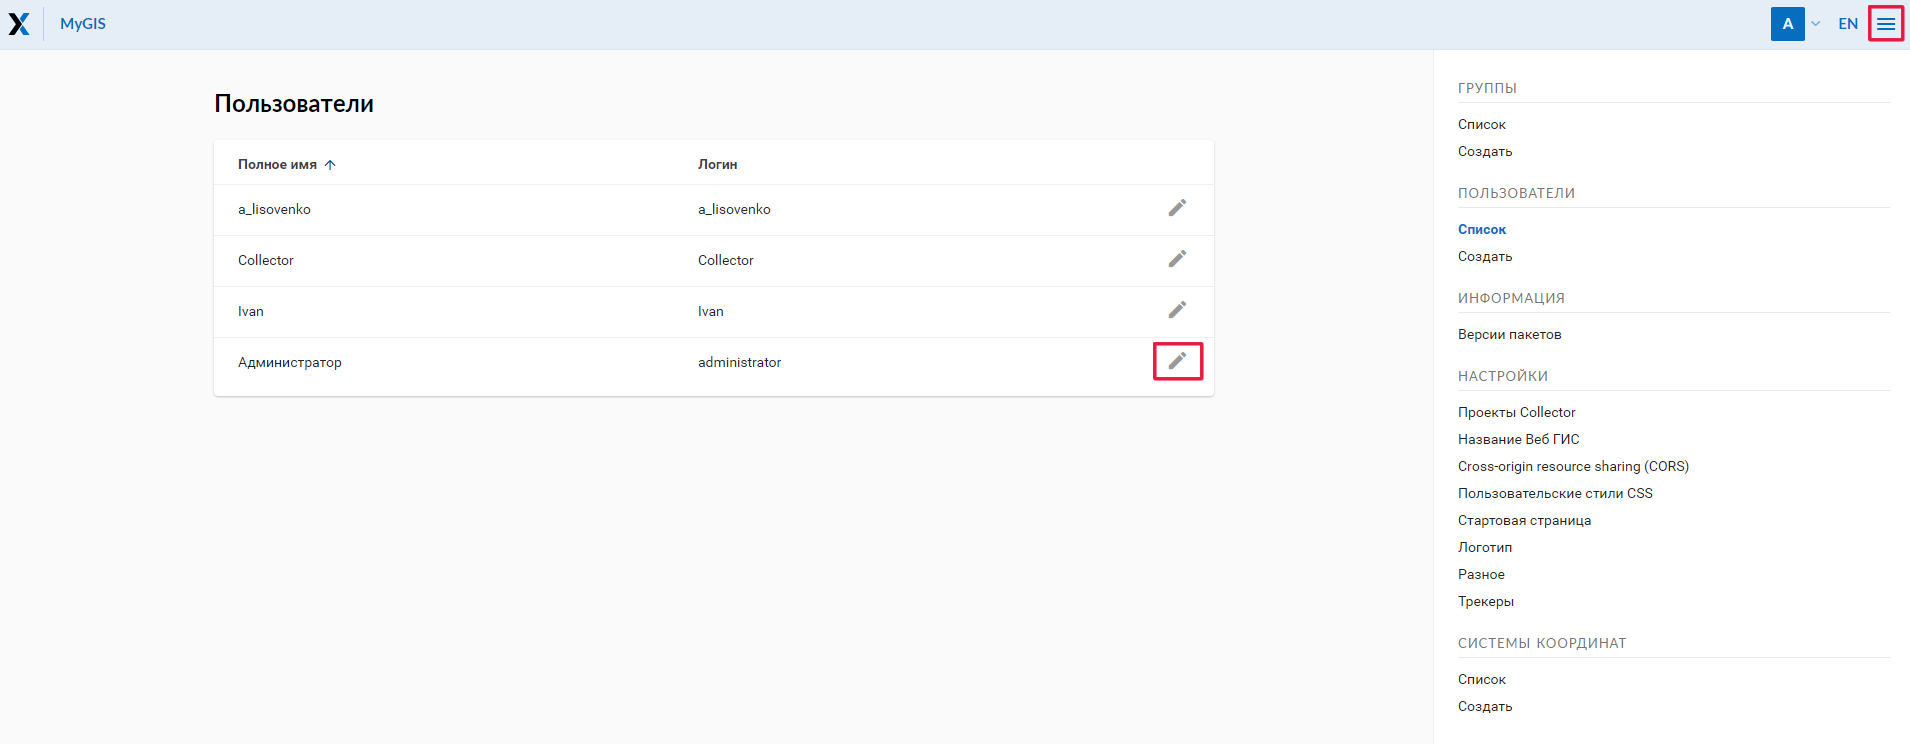 MyGIS
A
EN
Пользователи
Полное имя
Логин
a_lisovenko
a_lisovenko
Collector
Collector
Ivan
Ivan
Администратор
administrator
ГРУППЫ
Список
Создать
ПОЛЬЗОВАТЕЛИ
Список
Создать
ИНФОРМАЦИЯ
Версии пакетов
НАСТРОЙКИ
Проекты Collector
Название Веб ГИС
Cross-origin resource sharing (CORS)
Пользовательские стили CSS
Стартовая страница
Логотип
Разное
Трекеры
СИСТЕМЫ КООРДИНАТ
Список
Создать